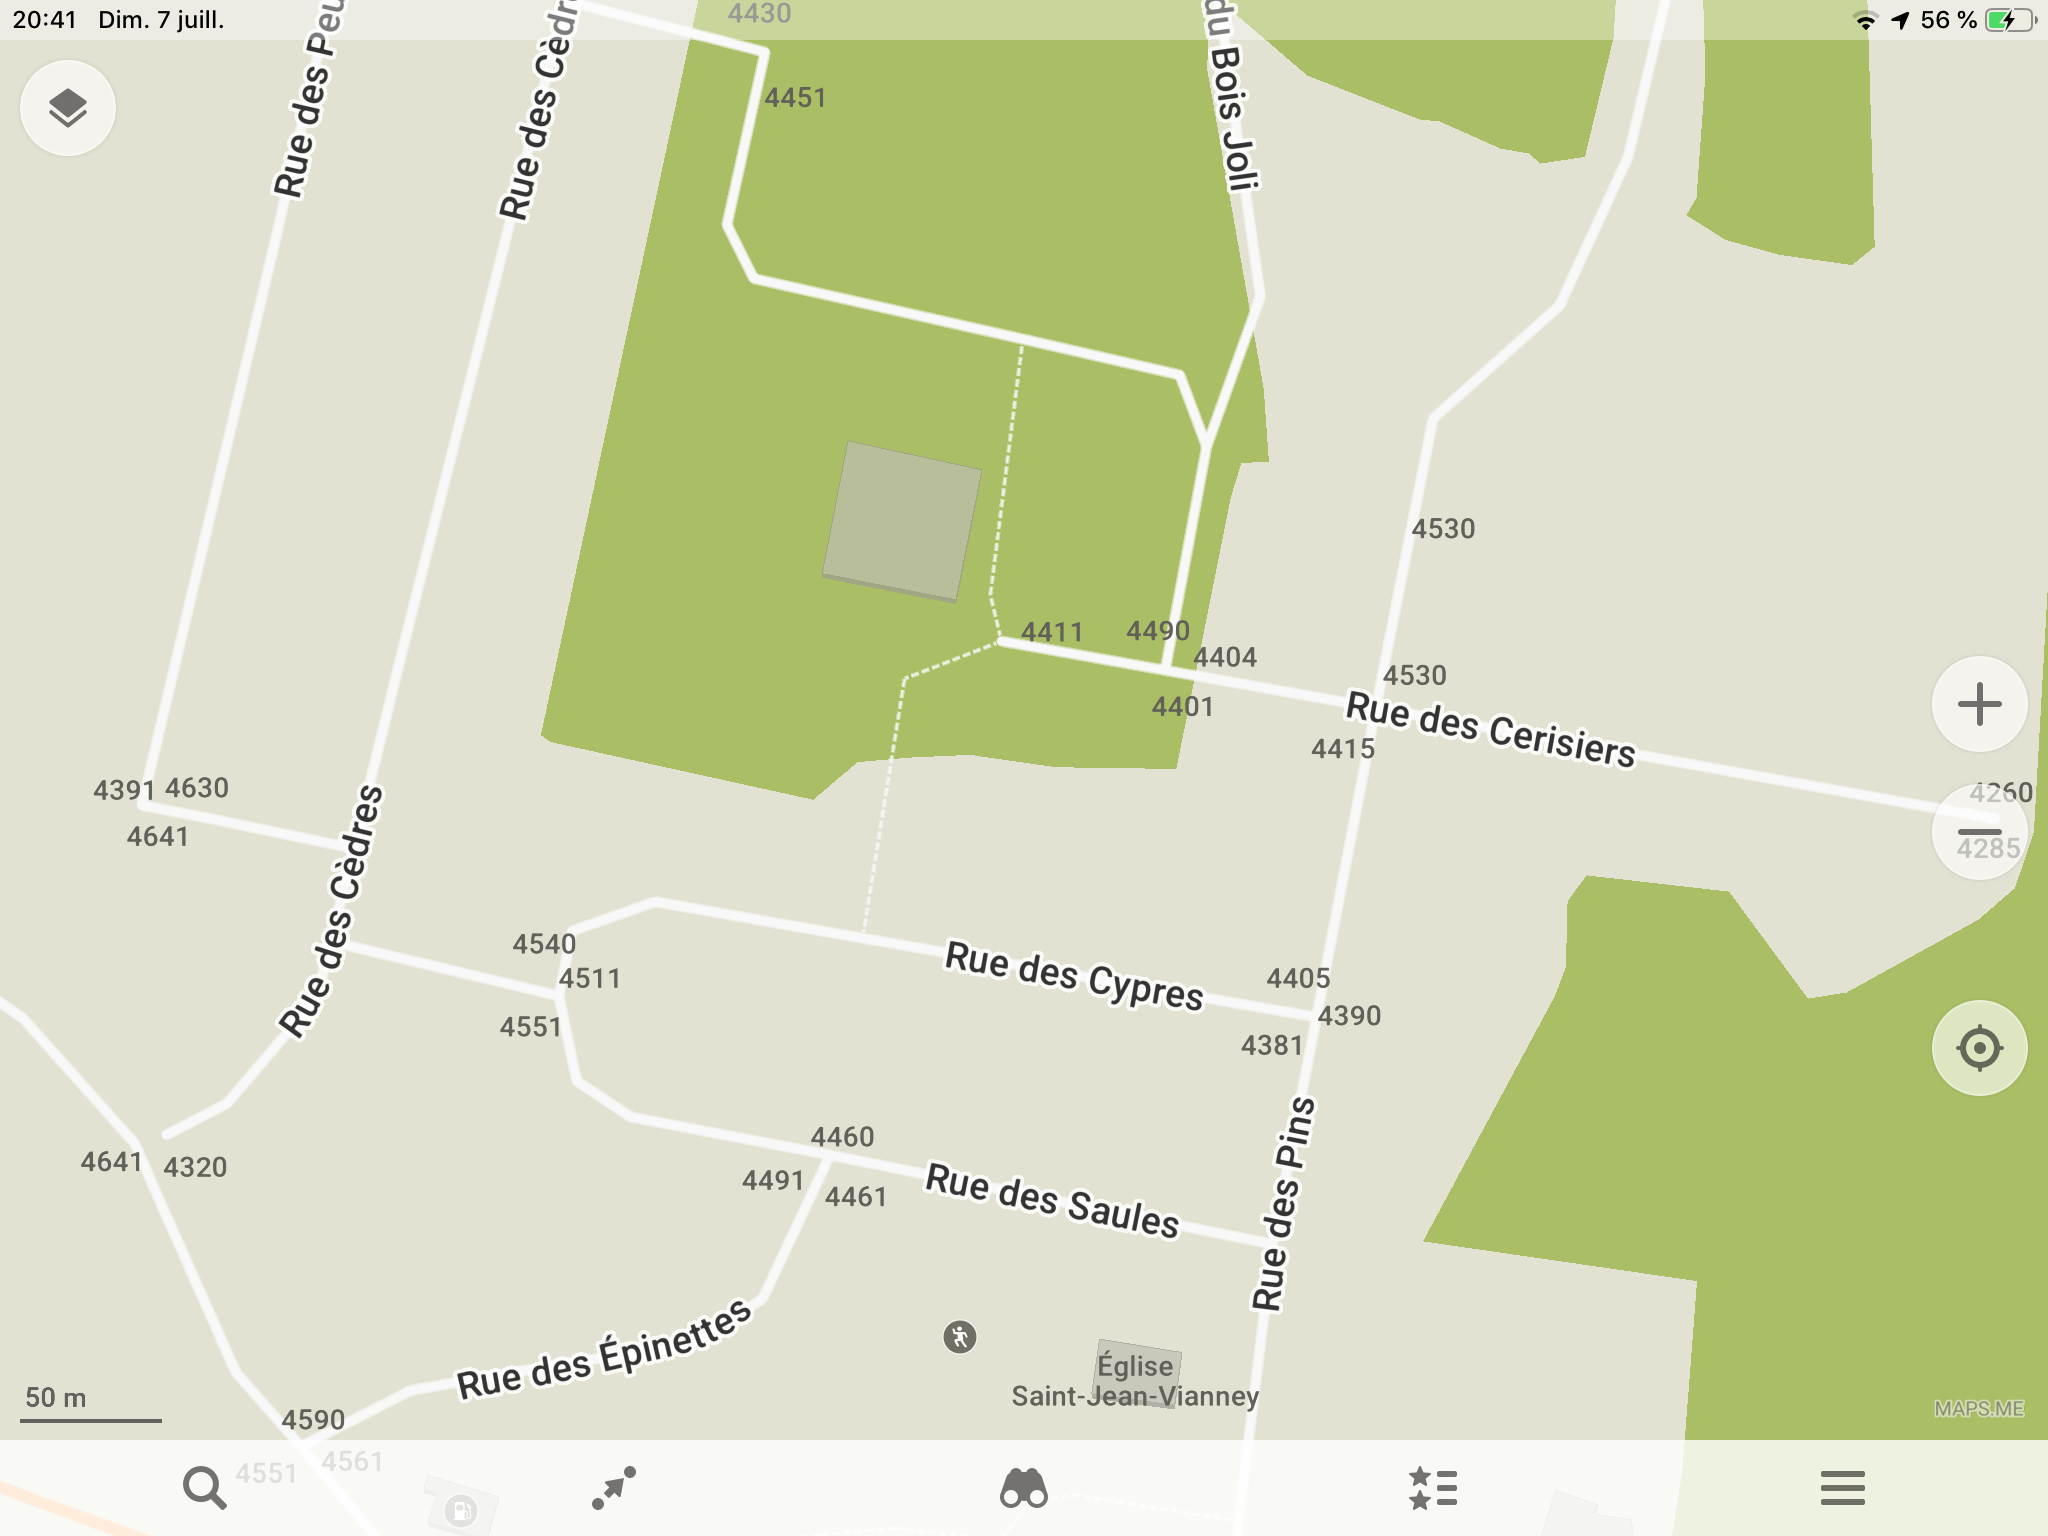 20:41 Dim. 7 juill.
56 %
4430
Rue des Peu
Rue des Cèdr
du Bois Joli
4451
4530
4411
4490
4404
4530
4401
Rue des Cerisiers
4415
4391
4630
4641
4260
4285
Rue des Cèdres
4540
4511
4551
Rue des Cypres
4405
4390
4381
4641
4320
4460
4491
4461
Rue des Saules
Rue des Pins
Rue des Épinettes
Église
Saint-Jean-Vianney
50 m
4590
4551
4561
MAPS.ME